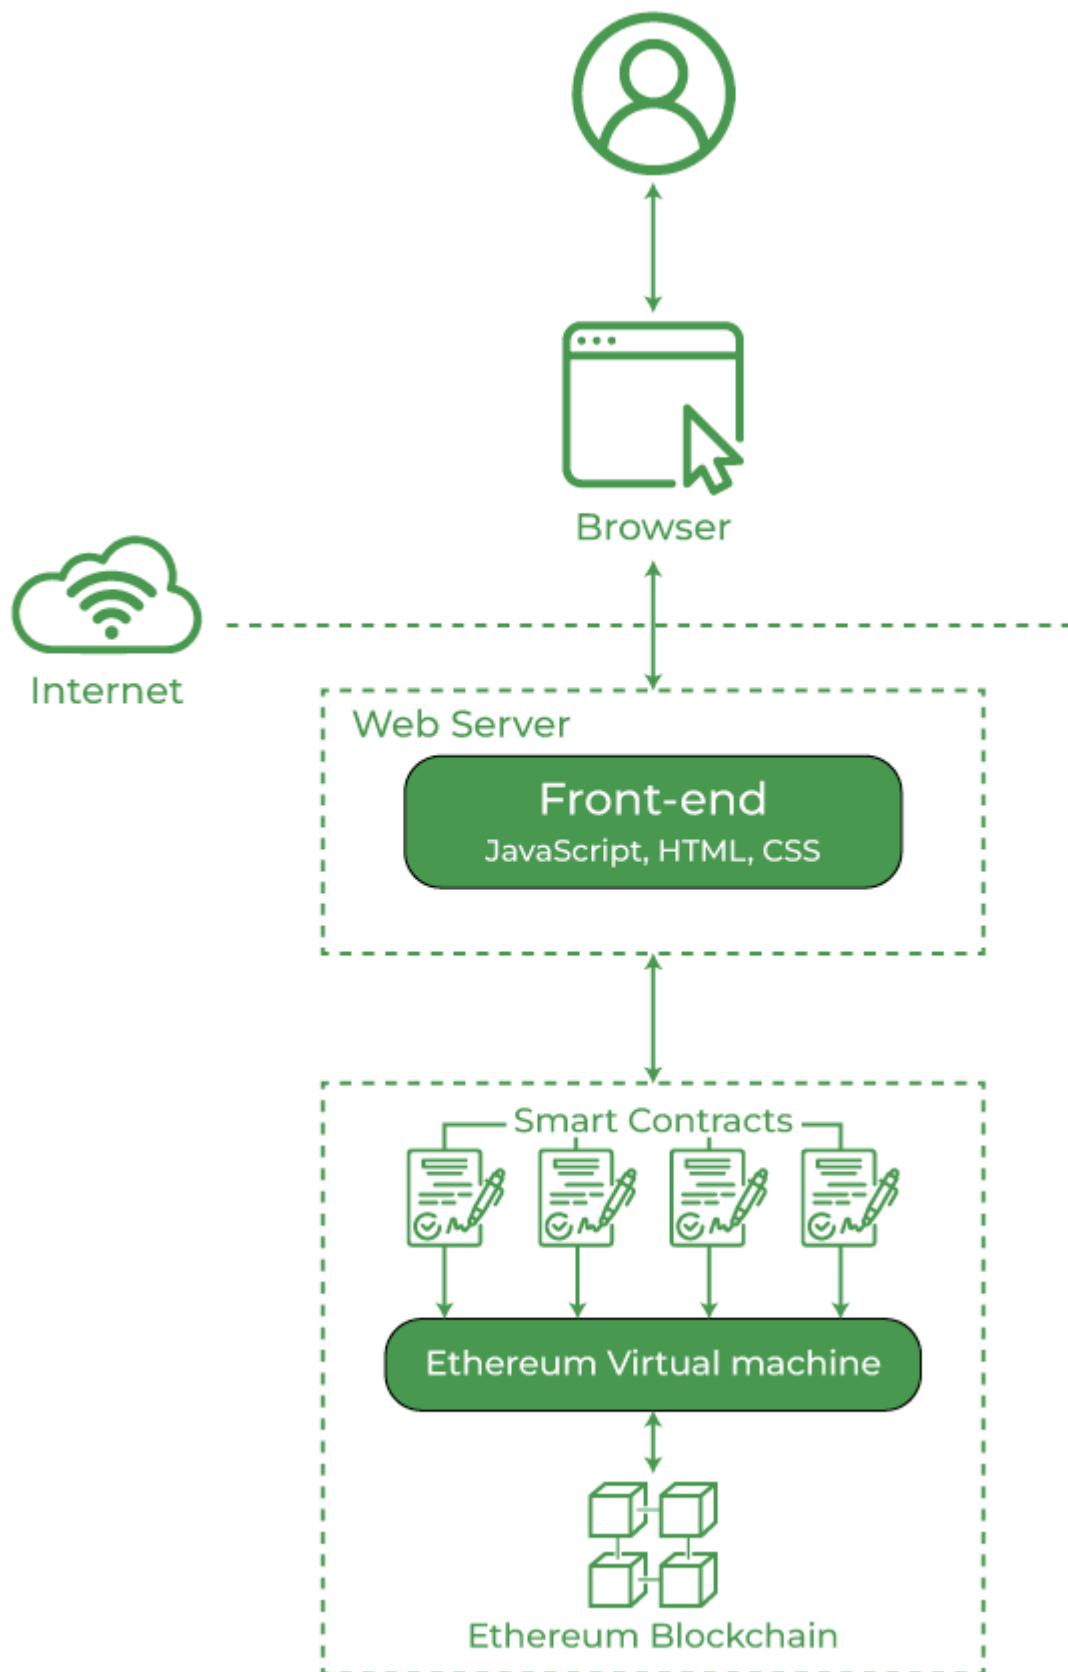 Browser
Internet
Web Server
Front-end
JavaScript, HTML, CSS
Smart Contracts
Ethereum Virtual machine
Ethereum Blockchain